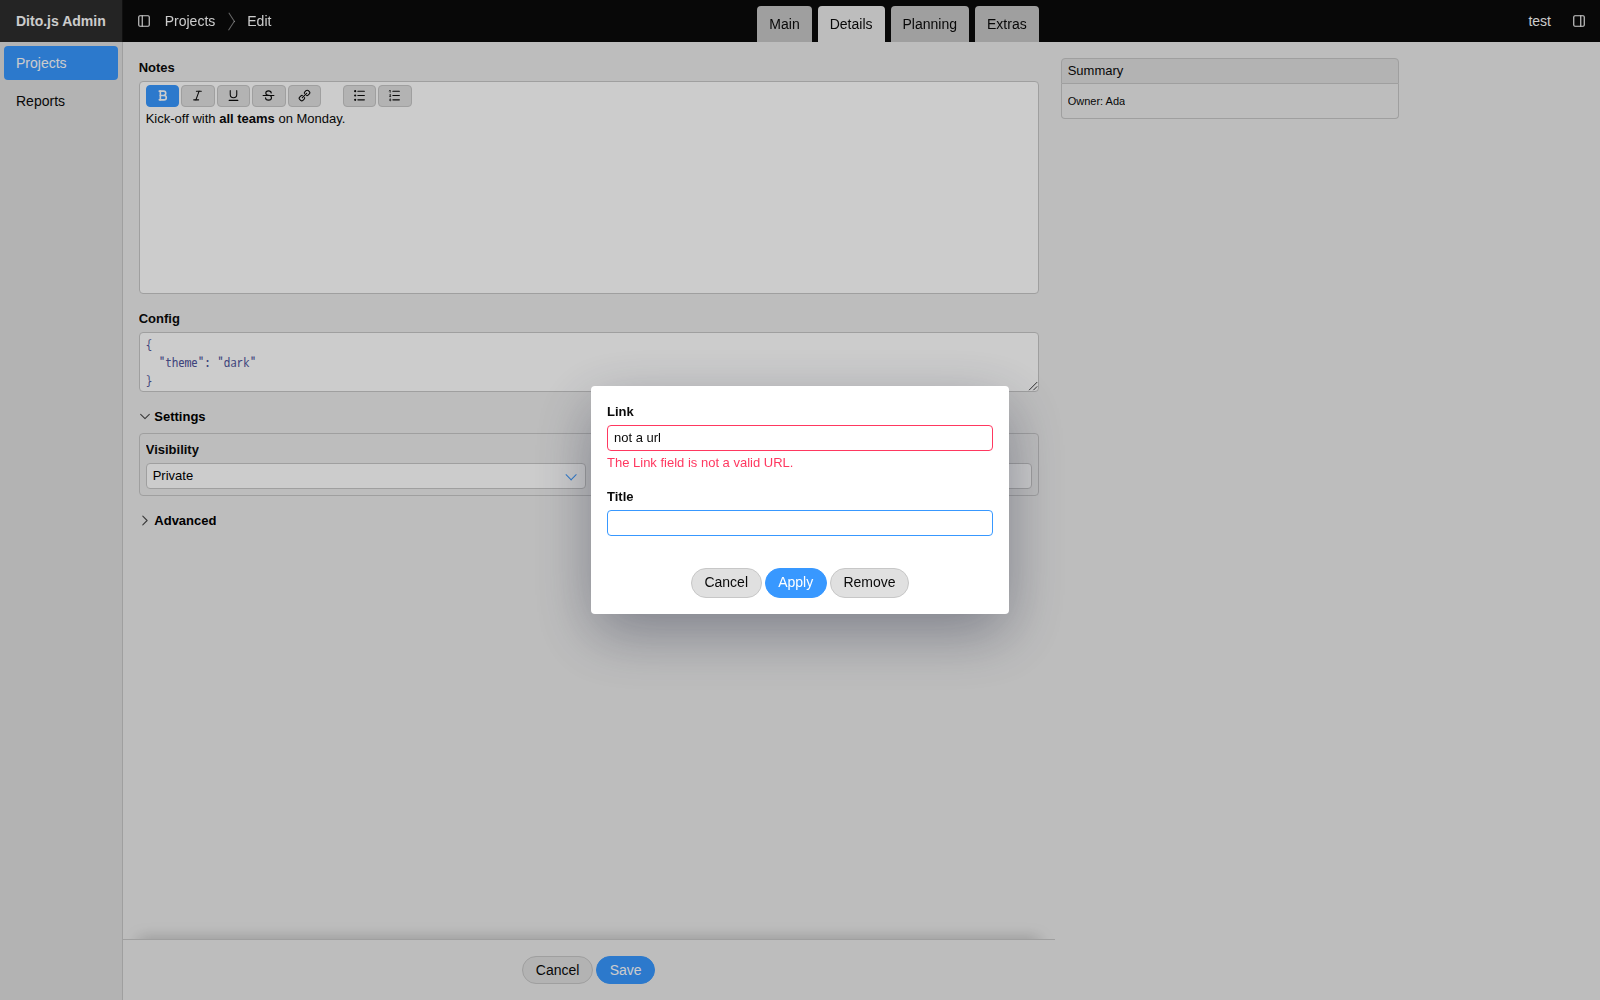 Dito.js Admin
Projects
Edit
Main
Details
Planning
Extras
test
Projects
Reports
Notes
Kick-off with all teams on Monday.
Config
{
"theme": "dark"
}
Settings
Visibility
Private
Advanced
Summary
Owner: Ada
Link
not a url
The Link field is not a valid URL.
Title
Cancel
Apply
Remove
Cancel
Save